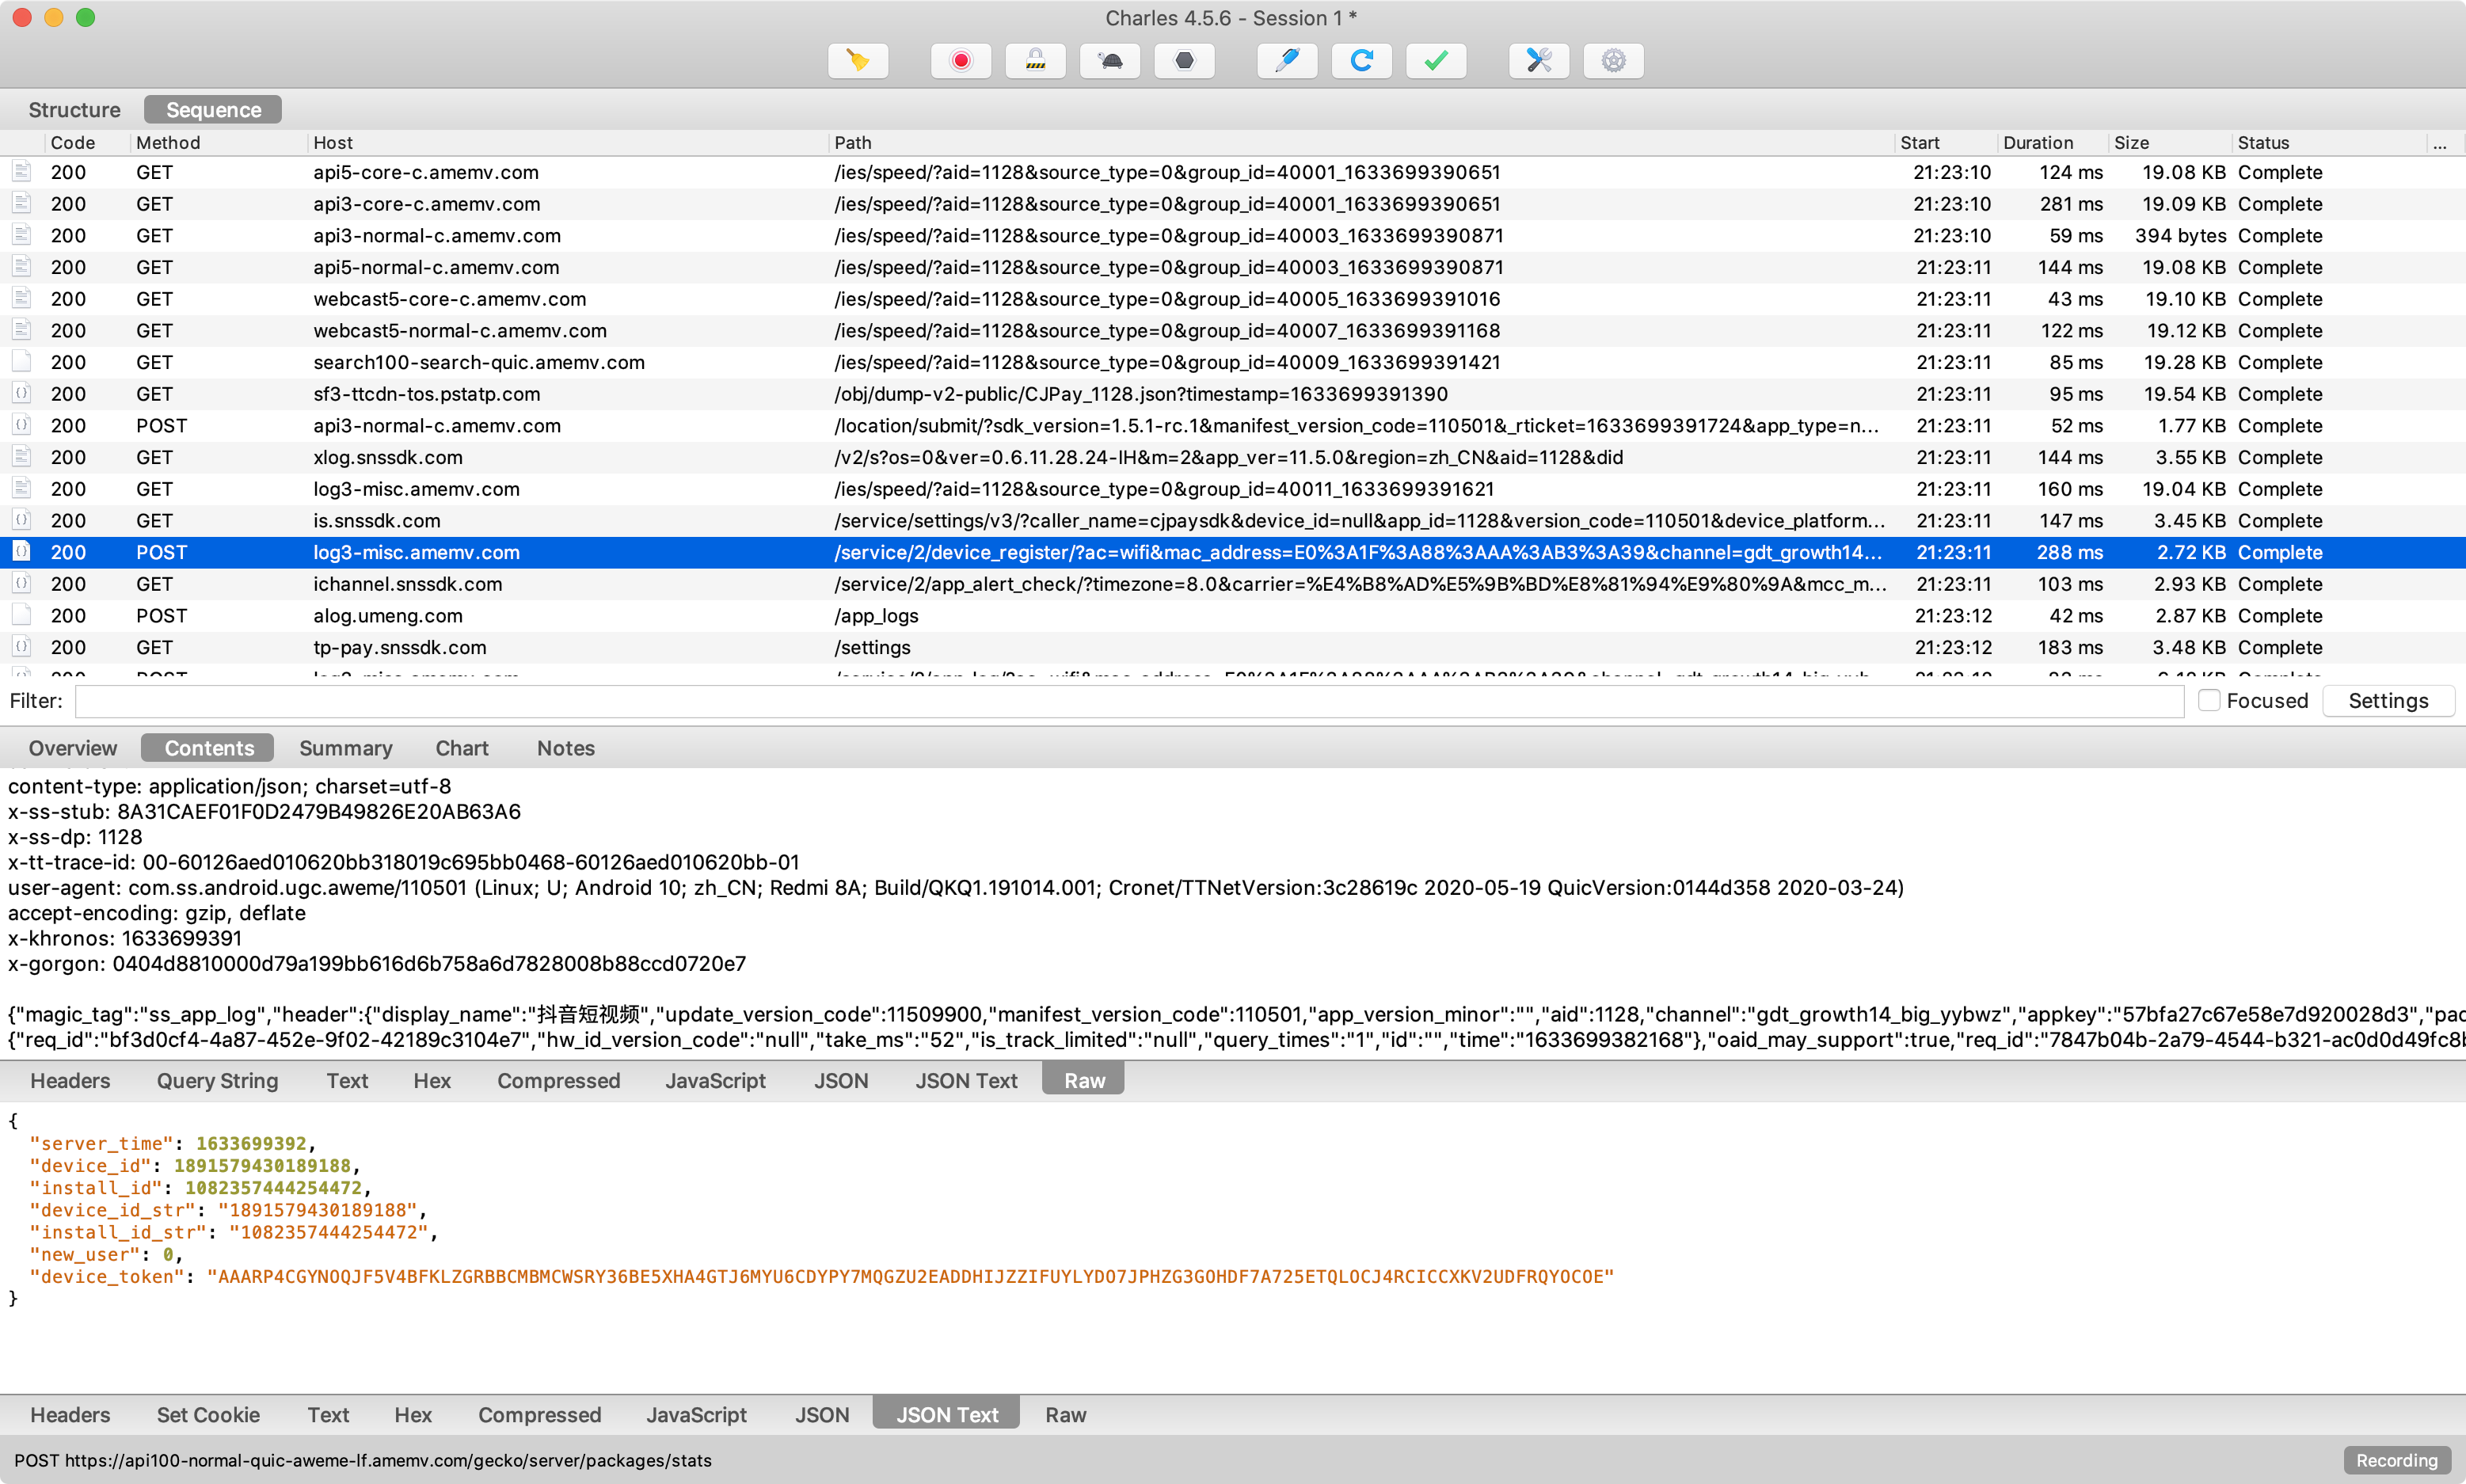 Charles 4.5.6 - Session 1 *
Structure Sequence
Code Method Host Path Start Duration Size Status ...
200 GET api5-core-c.amemv.com /ies/speed/?aid=1128&source_type=0&group_id=40001_1633699390651 21:23:10 124 ms 19.08 KB Complete
200 GET api3-core-c.amemv.com /ies/speed/?aid=1128&source_type=0&group_id=40001_1633699390651 21:23:10 281 ms 19.09 KB Complete
200 GET api3-normal-c.amemv.com /ies/speed/?aid=1128&source_type=0&group_id=40003_1633699390871 21:23:10 59 ms 394 bytes Complete
200 GET api5-normal-c.amemv.com /ies/speed/?aid=1128&source_type=0&group_id=40003_1633699390871 21:23:11 144 ms 19.08 KB Complete
200 GET webcast5-core-c.amemv.com /ies/speed/?aid=1128&source_type=0&group_id=40005_1633699391016 21:23:11 43 ms 19.10 KB Complete
200 GET webcast5-normal-c.amemv.com /ies/speed/?aid=1128&source_type=0&group_id=40007_1633699391168 21:23:11 122 ms 19.12 KB Complete
200 GET search100-search-quic.amemv.com /ies/speed/?aid=1128&source_type=0&group_id=40009_1633699391421 21:23:11 85 ms 19.28 KB Complete
200 GET sf3-ttcdn-tos.pstatp.com /obj/dump-v2-public/CJPay_1128.json?timestamp=1633699391390 21:23:11 95 ms 19.54 KB Complete
200 POST api3-normal-c.amemv.com /location/submit/?sdk_version=1.5.1-rc.1&manifest_version_code=110501&_rticket=1633699391724&app_type=n... 21:23:11 52 ms 1.77 KB Complete
200 GET xlog.snssdk.com /v2/s?os=0&ver=0.6.11.28.24-IH&m=2&app_ver=11.5.0&region=zh_CN&aid=1128&did 21:23:11 144 ms 3.55 KB Complete
200 GET log3-misc.amemv.com /ies/speed/?aid=1128&source_type=0&group_id=40011_1633699391621 21:23:11 160 ms 19.04 KB Complete
200 GET is.snssdk.com /service/settings/v3/?caller_name=cjpaysdk&device_id=null&app_id=1128&version_code=110501&device_platform... 21:23:11 147 ms 3.45 KB Complete
200 POST log3-misc.amemv.com /service/2/device_register/?ac=wifi&mac_address=E0%3A1F%3A88%3AAA%3AB3%3A39&channel=gdt_growth14... 21:23:11 288 ms 2.72 KB Complete
200 GET ichannel.snssdk.com /service/2/app_alert_check/?timezone=8.0&carrier=%E4%B8%AD%E5%9B%BD%E8%81%94%E9%80%9A&mcc_m... 21:23:11 103 ms 2.93 KB Complete
200 POST alog.umeng.com /app_logs 21:23:12 42 ms 2.87 KB Complete
200 GET tp-pay.snssdk.com /settings 21:23:12 183 ms 3.48 KB Complete
Filter: Focused Settings
Overview Contents Summary Chart Notes
content-type: application/json; charset=utf-8
x-ss-stub: 8A31CAEF01F0D2479B49826E20AB63A6
x-ss-dp: 1128
x-tt-trace-id: 00-60126aed010620bb318019c695bb0468-60126aed010620bb-01
user-agent: com.ss.android.ugc.aweme/110501 (Linux; U; Android 10; zh_CN; Redmi 8A; Build/QKQ1.191014.001; Cronet/TTNetVersion:3c28619c 2020-05-19 QuicVersion:0144d358 2020-03-24)
accept-encoding: gzip, deflate
x-khronos: 1633699391
x-gorgon: 0404d8810000d79a199bb616d6b758a6d7828008b88ccd0720e7
{"magic_tag":"ss_app_log","header":{"display_name":"抖音短视频","update_version_code":11509900,"manifest_version_code":110501,"app_version_minor":"","aid":1128,"channel":"gdt_growth14_big_yybwz","appkey":"57bfa27c67e58e7d920028d3","pac
{"req_id":"bf3d0cf4-4a87-452e-9f02-42189c3104e7","hw_id_version_code":"null","take_ms":"52","is_track_limited":"null","query_times":"1","id":"","time":"1633699382168"},"oaid_may_support":true,"req_id":"7847b04b-2a79-4544-b321-ac0d0d49fc8b
Headers Query String Text Hex Compressed JavaScript JSON JSON Text Raw
{
"server_time": 1633699392,
"device_id": 1891579430189188,
"install_id": 1082357444254472,
"device_id_str": "1891579430189188",
"install_id_str": "1082357444254472",
"new_user": 0,
"device_token": "AAARP4CGYNOQJF5V4BFKLZGRBBCMBMCWSRY36BE5XHA4GTJ6MYU6CDYPY7MQGZU2EADDHIJZZIFUYLYDO7JPHZG3GOHDF7A725ETQLOCJ4RCICCXKV2UDFRQYOCOE"
}
Headers Set Cookie Text Hex Compressed JavaScript JSON JSON Text Raw
POST https://api100-normal-quic-aweme-lf.amemv.com/gecko/server/packages/stats Recording